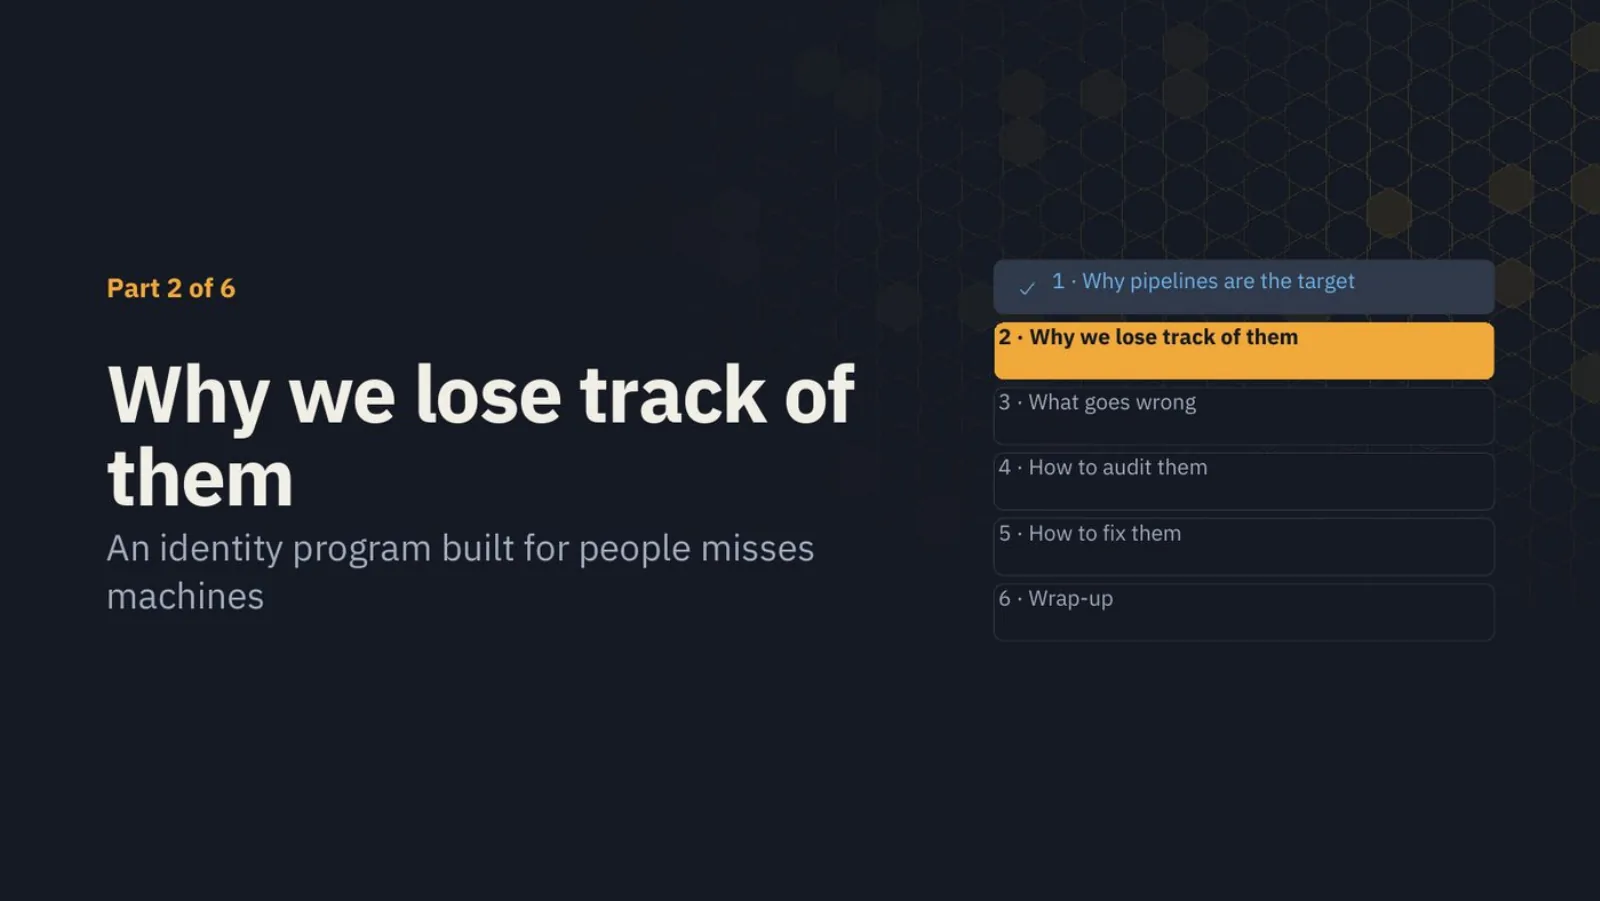 Part 2 of 6
Why we lose track of
them
An identity program built for people misses
machines
✓ 1 · Why pipelines are the target
2 · Why we lose track of them
3 · What goes wrong
4 · How to audit them
5 · How to fix them
6 · Wrap-up